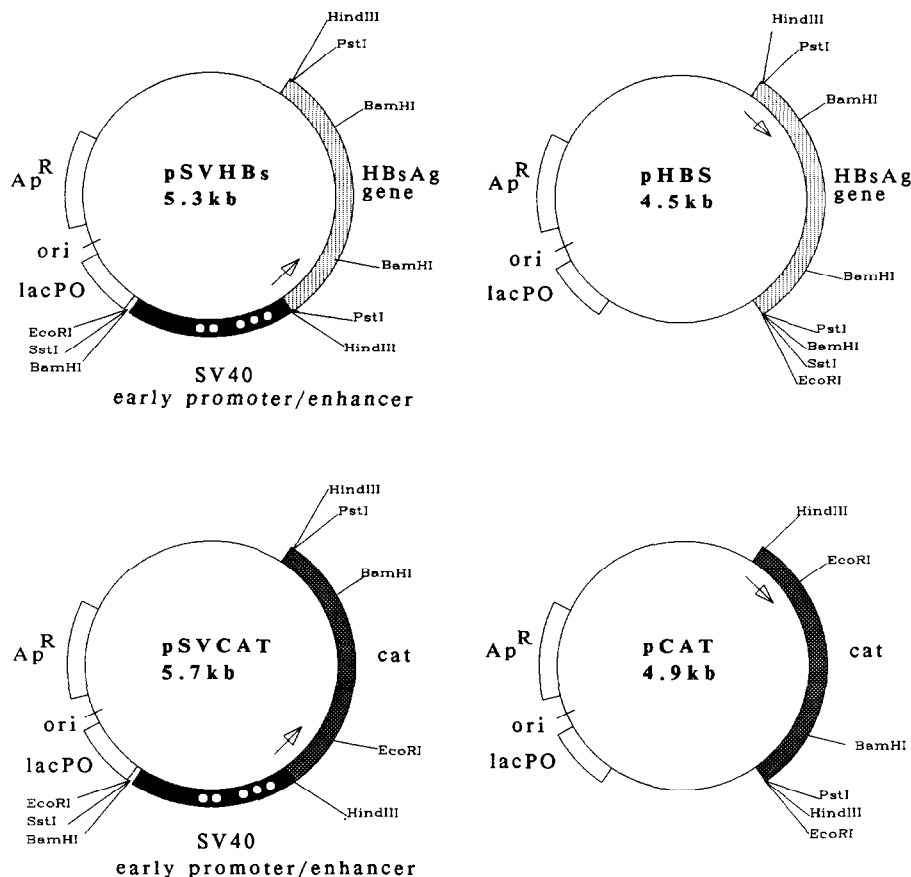 HindIII
PstI
BamHI
pSVHBs
5.3kb
HBsAg
gene
Ap R
ori
lacPO
BamHI
PstI
HindIII
EcoRI
SstI
BamHI
SV40
early promoter/enhancer
HindIII
PstI
BamHI
pHBS
4.5kb
HBsAg
gene
Ap R
ori
lacPO
BamHI
PstI
BamHI
SstI
EcoRI
HindIII
PstI
BamHI
pSVCAT
5.7kb
cat
Ap R
ori
lacPO
EcoRI
HindIII
EcoRI
SstI
BamHI
SV40
early promoter/enhancer
HindIII
EcoRI
pCAT
4.9kb
cat
Ap R
ori
lacPO
BamHI
PstI
HindIII
EcoRI